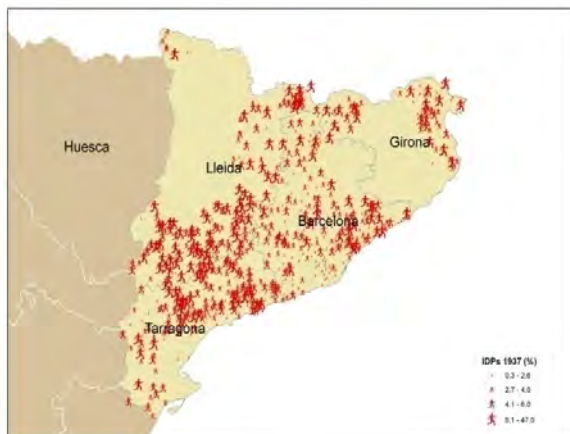 Huesca
Lleida
Girona
Barcelona
Tarragona
IDPs 1937 (%)
0.3 - 2.6
2.7 - 4.0
4.1 - 6.0
6.1 - 47.0